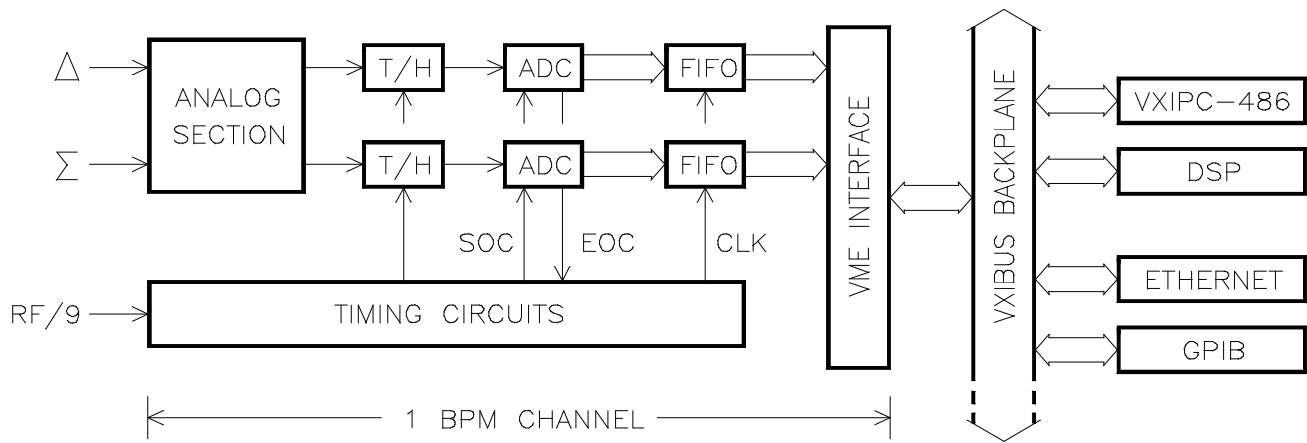 Δ
ANALOG
SECTION
T/H
ADC
FIFO
Σ
T/H
ADC
FIFO
SOC
EOC
CLK
RF/9
TIMING CIRCUITS
VME INTERFACE
VXIBUS BACKPLANE
VXIPC-486
DSP
ETHERNET
GPIB
1 BPM CHANNEL